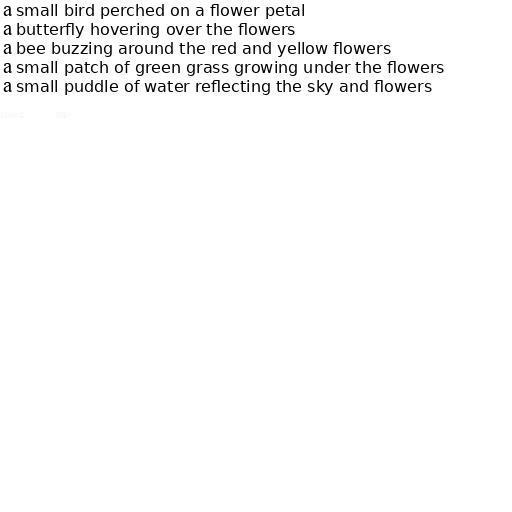 a small bird perched on a flower petal
a butterfly hovering over the flowers
a bee buzzing around the red and yellow flowers
a small patch of green grass growing under the flowers
a small puddle of water reflecting the sky and flowers